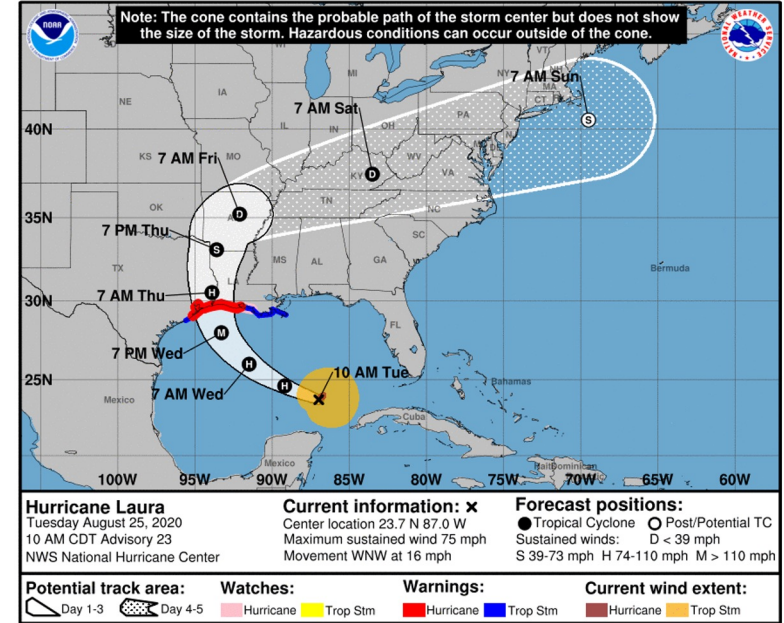 Note: The cone contains the probable path of the storm center but does not show
the size of the storm. Hazardous conditions can occur outside of the cone.
NOAA
NATIONAL WEATHER SERVICE
MI
NY
VT
NH
MA
CT
7 AM Sun
S
NE
IA
IL
IN
OH
PA
NJ
DE
7 AM Sat
D
40N
KS
MO
7 AM Fri
KY
WV
VA
D
35N
OK
TN
NC
7 PM Thu
S
SC
TX
MS
AL
GA
LA
Bermuda
7 AM Thu
H
30N
FL
7 PM Wed
M
7 AM Wed
H
H
10 AM Tue
25N
Mexico
Bahamas
Cuba
Mexico
Haiti
Dominican
100W
95W
90W
85W
80W
75W
70W
65W
60W
Hurricane Laura
Tuesday August 25, 2020
10 AM CDT Advisory 23
NWS National Hurricane Center
Current information: ×
Center location 23.7 N 87.0 W
Maximum sustained wind 75 mph
Movement WNW at 16 mph
Forecast positions:
Tropical Cyclone Post/Potential TC
Sustained winds: D < 39 mph
S 39-73 mph H 74-110 mph M > 110 mph
Potential track area:
Day 1-3 Day 4-5
Watches:
Hurricane Trop Stm
Warnings:
Hurricane Trop Stm
Current wind extent:
Hurricane Trop Stm